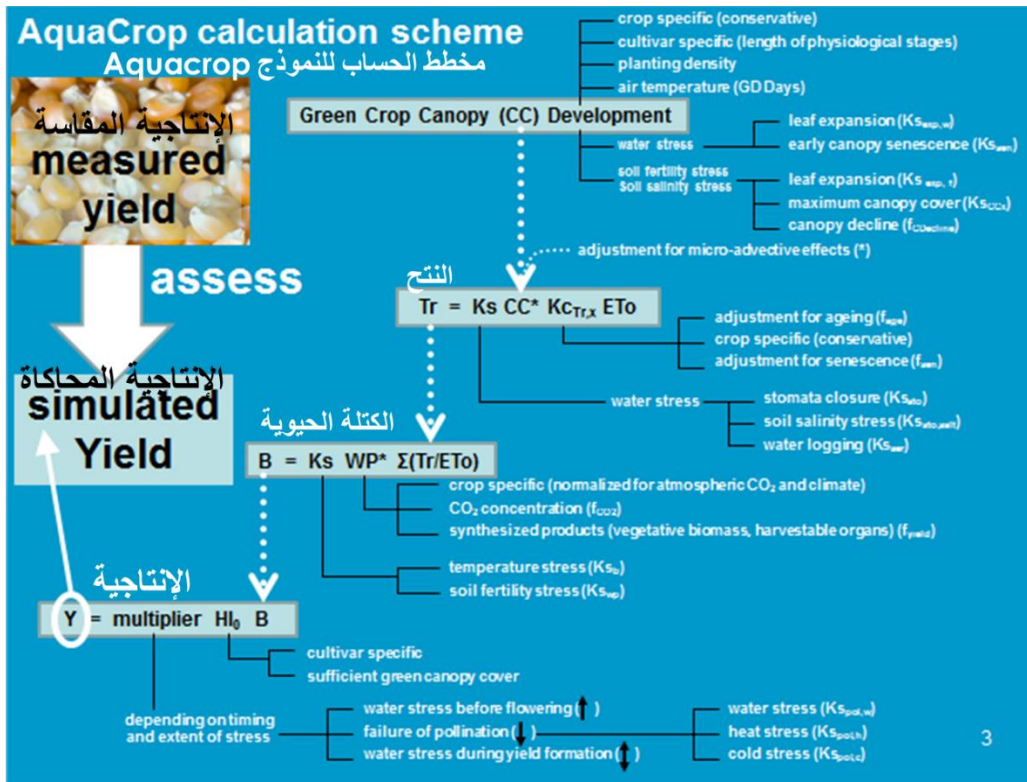 AquaCrop calculation scheme
مخطط الحساب للنموذج Aquacrop
الإنتاجية المقاسة
measured
yield
assess
الإنتاجية المحاكاة
simulated
Yield
crop specific (conservative)
cultivar specific (length of physiological stages)
planting density
air temperature (GD Days)
Green Crop Canopy (CC) Development
water stress
leaf expansion (Ksexp,w)
early canopy senescence (Kssen)
soil fertility stress
Soil salinity stress
leaf expansion (Ks exp, f)
maximum canopy cover (KsCCx)
canopy decline (fCDecline)
adjustment for micro-advective effects (*)
النتح
Tr = Ks CC* KcTr,x ETo
adjustment for ageing (fage)
crop specific (conservative)
adjustment for senescence (fsen)
water stress
stomata closure (Kssto)
soil salinity stress (Kssto,salt)
water logging (Ksaer)
الكتلة الحيوية
B = Ks WP* Σ(Tr/ETo)
crop specific (normalized for atmospheric CO₂ and climate)
CO₂ concentration (fCO2)
synthesized products (vegetative biomass, harvestable organs) (fyield)
temperature stress (Ksb)
soil fertility stress (Kswp)
الإنتاجية
Y = multiplier HI₀ B
cultivar specific
sufficient green canopy cover
depending on timing
and extent of stress
water stress before flowering (↑)
failure of pollination (↓)
water stress during yield formation (↕)
water stress (Kspol,w)
heat stress (Kspol,h)
cold stress (Kspol,c)
3